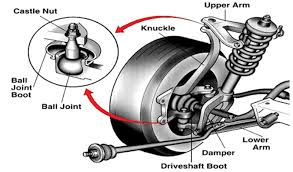 Castle Nut
Upper Arm
Knuckle
Ball
Joint
Boot
Ball Joint
Lower
Arm
Damper
Driveshaft Boot